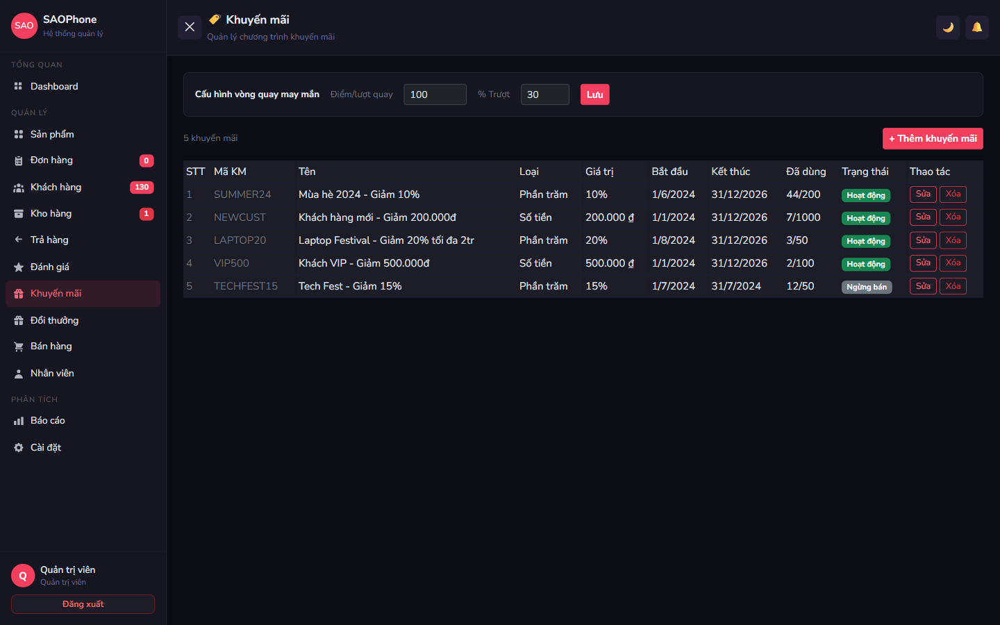 SAO
SAOPhone
Hệ thống quản lý
TỔNG QUAN
Dashboard
QUẢN LÝ
Sản phẩm
Đơn hàng 0
Khách hàng 130
Kho hàng 1
Trả hàng
Đánh giá
Khuyến mãi
Đổi thưởng
Bán hàng
Nhân viên
PHÂN TÍCH
Báo cáo
Cài đặt
Q
Quản trị viên
Quản trị viên
Đăng xuất
Khuyến mãi
Quản lý chương trình khuyến mãi
Cấu hình vòng quay may mắn Điểm/lượt quay 100 % Trượt 30 Lưu
5 khuyến mãi
+ Thêm khuyến mãi
STT Mã KM Tên Loại Giá trị Bắt đầu Kết thúc Đã dùng Trạng thái Thao tác
1 SUMMER24 Mùa hè 2024 - Giảm 10% Phần trăm 10% 1/6/2024 31/12/2026 44/200 Hoạt động Sửa Xóa
2 NEWCUST Khách hàng mới - Giảm 200.000đ Số tiền 200.000 ₫ 1/1/2024 31/12/2026 7/1000 Hoạt động Sửa Xóa
3 LAPTOP20 Laptop Festival - Giảm 20% tối đa 2tr Phần trăm 20% 1/8/2024 31/12/2026 3/50 Hoạt động Sửa Xóa
4 VIP500 Khách VIP - Giảm 500.000đ Số tiền 500.000 ₫ 1/1/2024 31/12/2026 2/100 Hoạt động Sửa Xóa
5 TECHFEST15 Tech Fest - Giảm 15% Phần trăm 15% 1/7/2024 31/7/2024 12/50 Ngừng bán Sửa Xóa